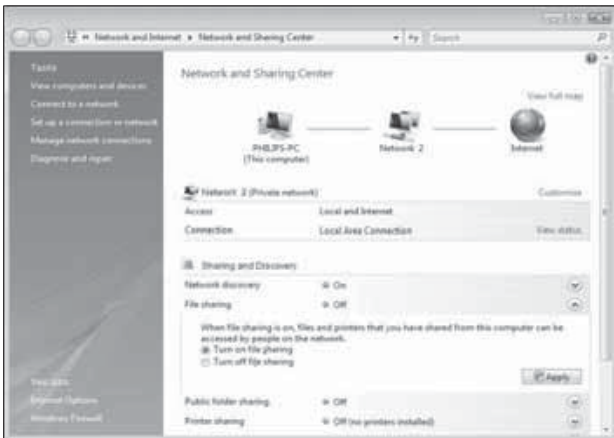 Network and Internet ▸ Network and Sharing Center
Search
Tasks
View computers and devices
Connect to a network
Set up a connection or network
Manage network connections
Diagnose and repair
See also
Internet Options
Windows Firewall
Network and Sharing Center
View full map
PHILIPS-PC
(This computer)
Network 2
Internet
Network 2 (Private network)
Customize
Access
Local and Internet
Connection
Local Area Connection
View status
Sharing and Discovery
Network discovery
On
File sharing
Off
When file sharing is on, files and printers that you have shared from this computer can be
accessed by people on the network.
Turn on file sharing
Turn off file sharing
Apply
Public folder sharing
Off
Printer sharing
Off (no printers installed)